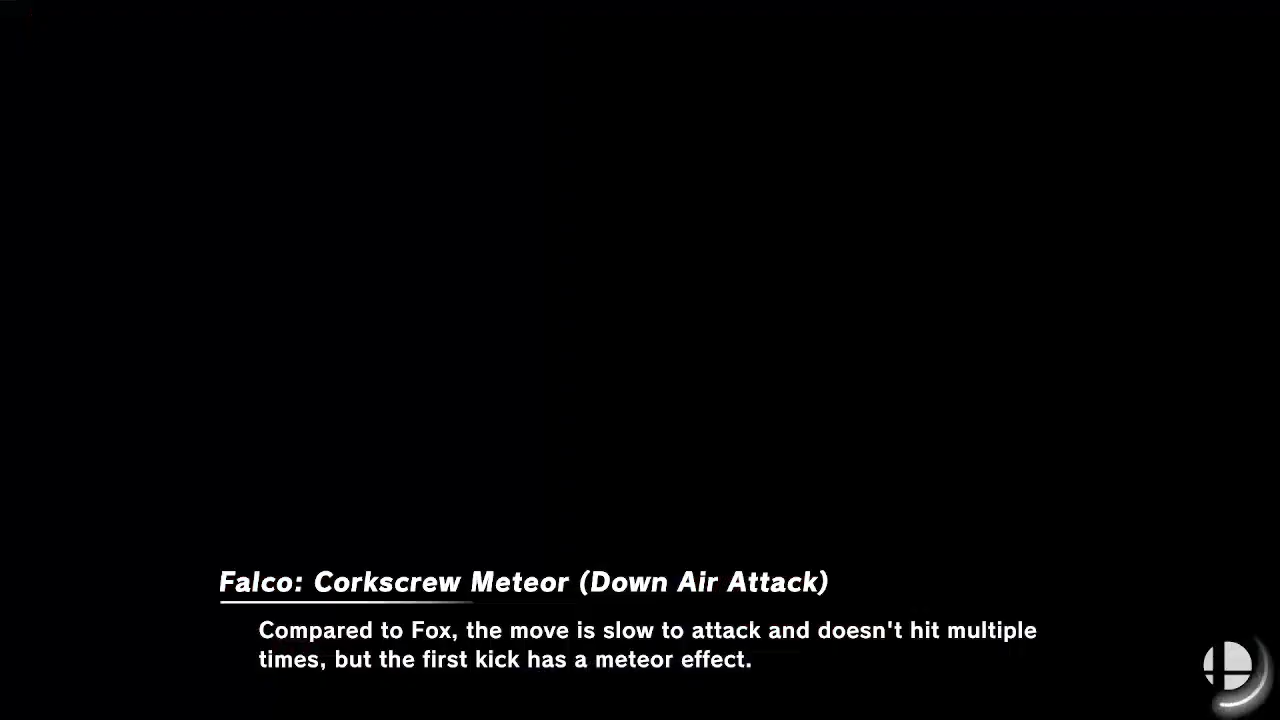 Falco: Corkscrew Meteor (Down Air Attack)
Compared to Fox, the move is slow to attack and doesn't hit multiple
times, but the first kick has a meteor effect.